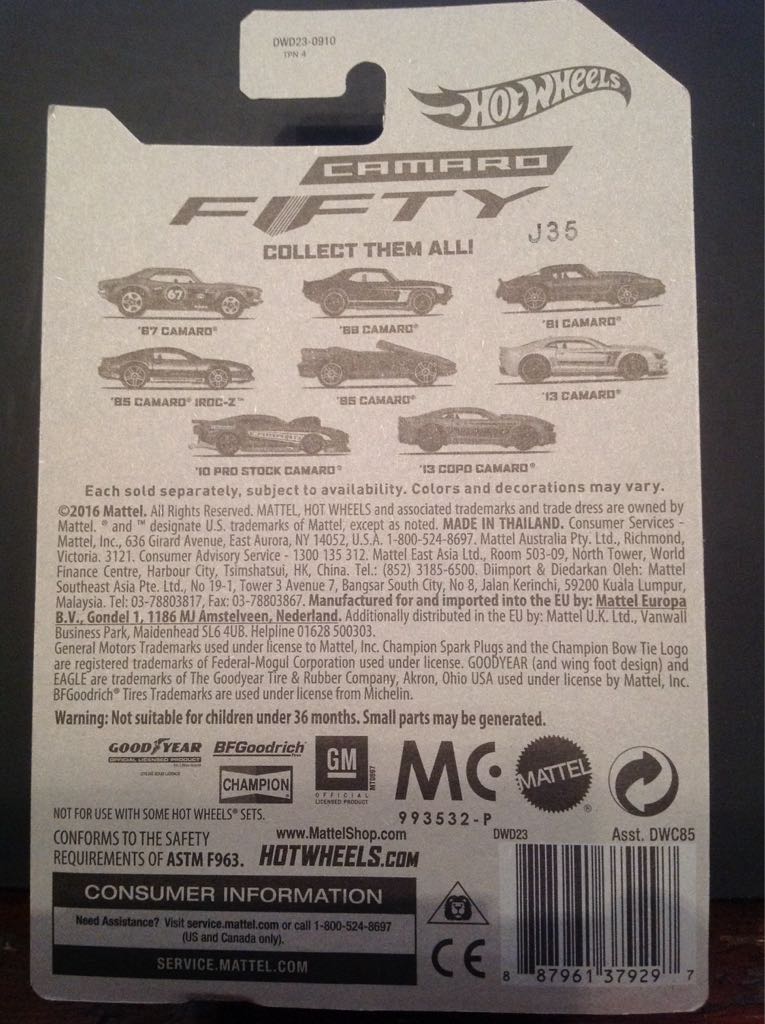 DWD23-0910
TPN 4
HOT WHEELS®
CAMARO
FIFTY
J35
COLLECT THEM ALL!
67
'67 CAMARO®
'81 CAMARO®
'85 CAMARO® IROC-Z™
'13 CAMARO®
'10 PRO STOCK CAMARO®
'13 COPO CAMARO®
Each sold separately, subject to availability. Colors and decorations may vary.
©2016 Mattel. All Rights Reserved. MATTEL, HOT WHEELS and associated trademarks and trade dress are owned by
Mattel. ® and ™ designate U.S. trademarks of Mattel, except as noted. MADE IN THAILAND. Consumer Services -
Mattel, Inc., 636 Girard Avenue, East Aurora, NY 14052, U.S.A. 1-800-524-8697. Mattel Australia Pty. Ltd., Richmond,
Victoria. 3121. Consumer Advisory Service - 1300 135 312. Mattel East Asia Ltd., Room 503-09, North Tower, World
Finance Centre, Harbour City, Tsimshatsui, HK, China. Tel.: (852) 3185-6500. Diimport & Diedarkan Oleh: Mattel
Southeast Asia Pte. Ltd., No 19-1, Tower 3 Avenue 7, Bangsar South City, No 8, Jalan Kerinchi, 59200 Kuala Lumpur,
Malaysia. Tel: 03-78803817, Fax: 03-78803867. Manufactured for and imported into the EU by: Mattel Europa
B.V., Gondel 1, 1186 MJ Amstelveen, Nederland. Additionally distributed in the EU by: Mattel U.K. Ltd., Vanwall
Business Park, Maidenhead SL6 4UB. Helpline 01628 500303.
General Motors Trademarks used under license to Mattel, Inc. Champion Spark Plugs and the Champion Bow Tie Logo
are registered trademarks of Federal-Mogul Corporation used under license. GOODYEAR (and wing foot design) and
EAGLE are trademarks of The Goodyear Tire & Rubber Company, Akron, Ohio USA used under license by Mattel, Inc.
BFGoodrich® Tires Trademarks are used under license from Michelin.
Warning: Not suitable for children under 36 months. Small parts may be generated.
GOODYEAR
OFFICIAL LICENSED PRODUCT
BFGoodrich®
Tires
CHAMPION
GM
OFFICIAL
LICENSED PRODUCT
MT0867
MC
993532-P
MATTEL®
NOT FOR USE WITH SOME HOT WHEELS® SETS.
CONFORMS TO THE SAFETY
REQUIREMENTS OF ASTM F963.
www.MattelShop.com
HOTWHEELS.COM
DWD23
Asst. DWC85
CONSUMER INFORMATION
Need Assistance? Visit service.mattel.com or call 1-800-524-8697
(US and Canada only).
SERVICE.MATTEL.COM
CE
8 87961 37929 7